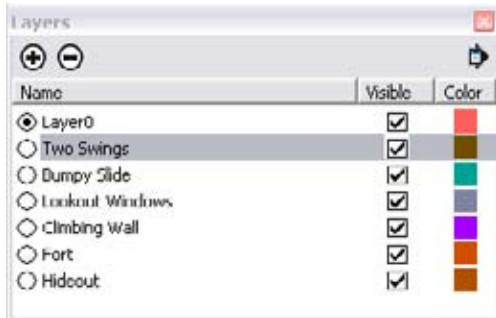 Layers
Name Visible Color
Layer0
Two Swings
Bumpy Slide
Lookout Windows
Climbing Wall
Fort
Hideout